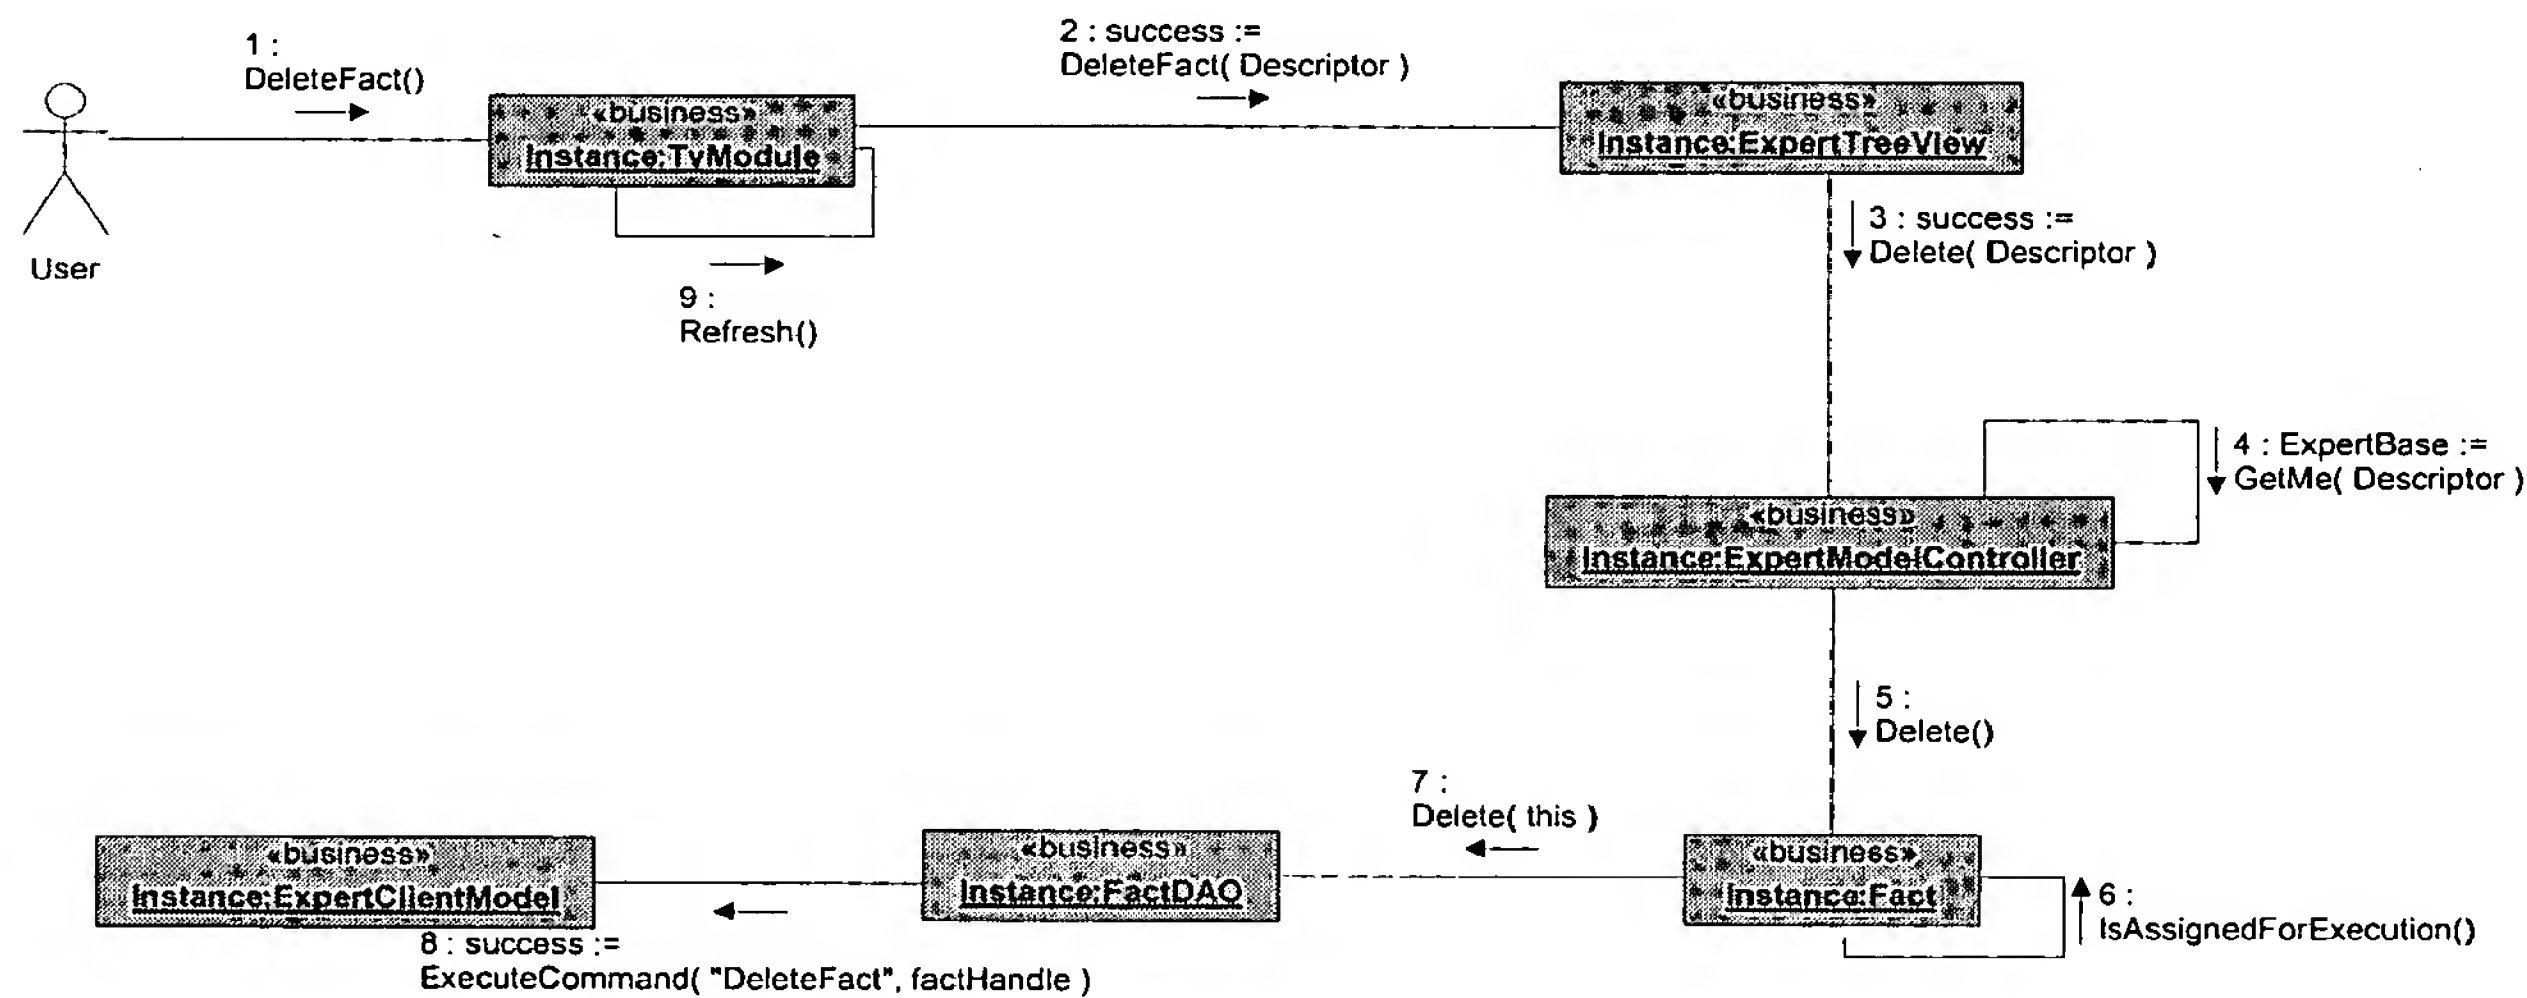 1 :
DeleteFact()
2 : success :=
DeleteFact( Descriptor )
«business»
Instance:TvModule
«business»
Instance:ExpertTreeView
User
3 : success :=
Delete( Descriptor )
9 :
Refresh()
4 : ExpertBase :=
GetMe( Descriptor )
«business»
Instance:ExpertModelController
5 :
Delete()
7 :
Delete( this )
«business»
Instance:ExpertClientModel
«business»
Instance:FactDAO
«business»
Instance:Fact
6 :
IsAssignedForExecution()
8 : success :=
ExecuteCommand( "DeleteFact", factHandle )